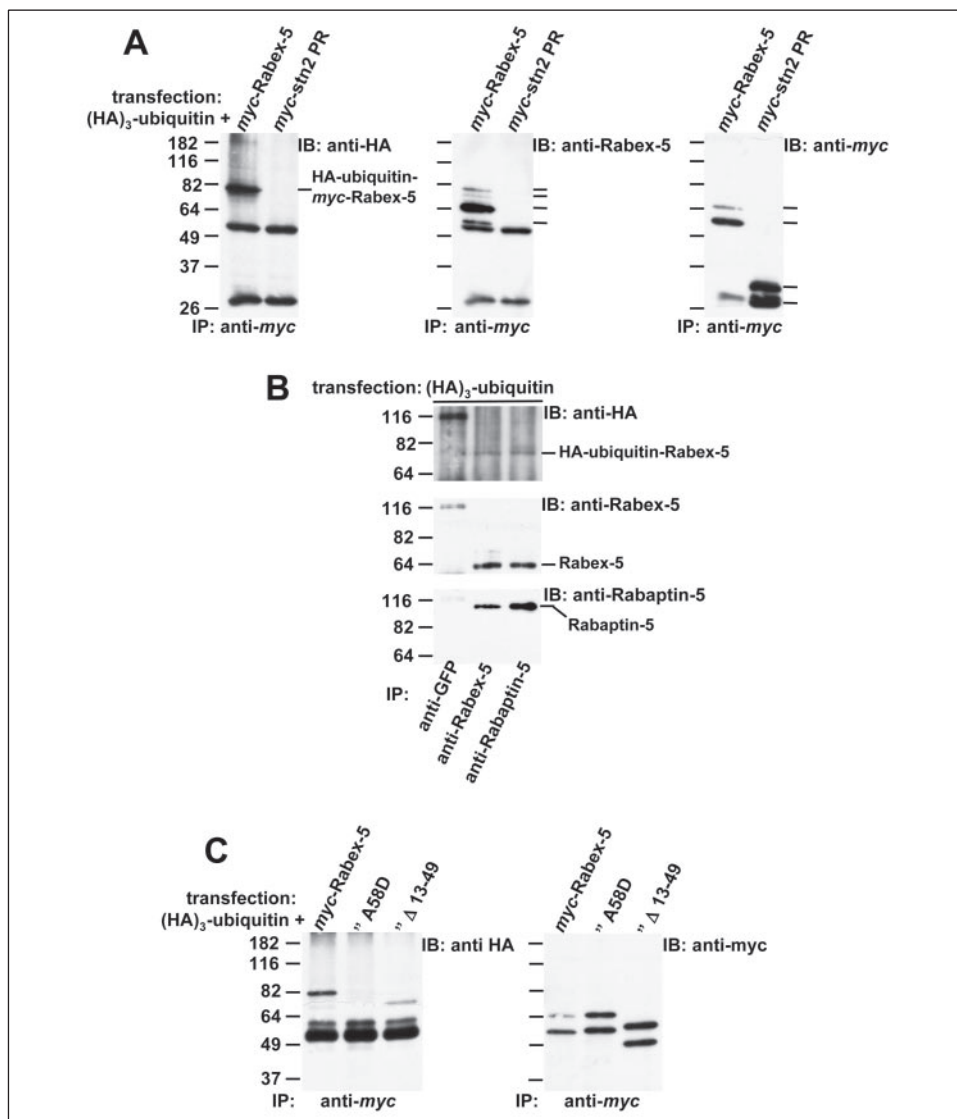 A
myc-Rabex-5
myc-stn2 PR
myc-Rabex-5
myc-stn2 PR
myc-Rabex-5
myc-stn2 PR
transfection:
(HA)3-ubiquitin +
182
116
82
64
49
37
26
IB: anti-HA
HA-ubiquitin-
myc-Rabex-5
IB: anti-Rabex-5
IB: anti-myc
IP: anti-myc
IP: anti-myc
IP: anti-myc
B
transfection: (HA)3-ubiquitin
116
82
64
IB: anti-HA
HA-ubiquitin-Rabex-5
116
82
64
IB: anti-Rabex-5
Rabex-5
116
82
64
IB: anti-Rabaptin-5
Rabaptin-5
IP:
anti-GFP
anti-Rabex-5
anti-Rabaptin-5
C
myc-Rabex-5
,, A58D
,, Δ 13-49
myc-Rabex-5
,, A58D
,, Δ 13-49
transfection:
(HA)3-ubiquitin +
182
116
82
64
49
37
IB: anti HA
IB: anti-myc
IP: anti-myc
IP: anti-myc